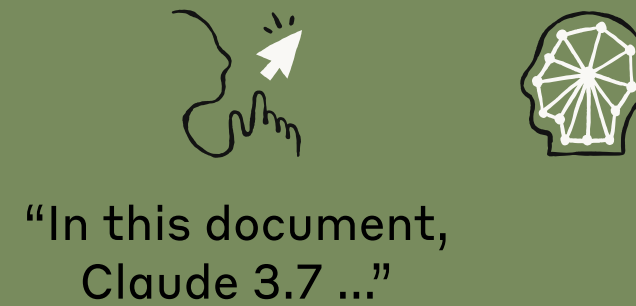 “In this document,
Claude 3.7 ...”